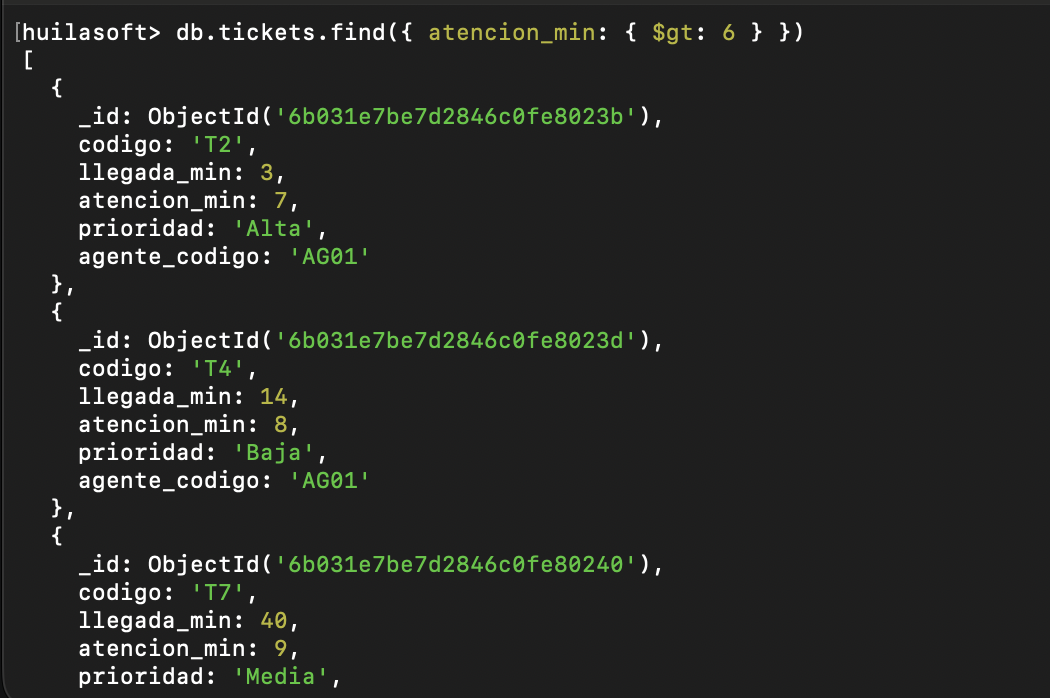 [huilasoft> db.tickets.find({ atencion_min: { $gt: 6 } })
[
  {
    _id: ObjectId('6b031e7be7d2846c0fe8023b'),
    codigo: 'T2',
    llegada_min: 3,
    atencion_min: 7,
    prioridad: 'Alta',
    agente_codigo: 'AG01'
  },
  {
    _id: ObjectId('6b031e7be7d2846c0fe8023d'),
    codigo: 'T4',
    llegada_min: 14,
    atencion_min: 8,
    prioridad: 'Baja',
    agente_codigo: 'AG01'
  },
  {
    _id: ObjectId('6b031e7be7d2846c0fe80240'),
    codigo: 'T7',
    llegada_min: 40,
    atencion_min: 9,
    prioridad: 'Media',